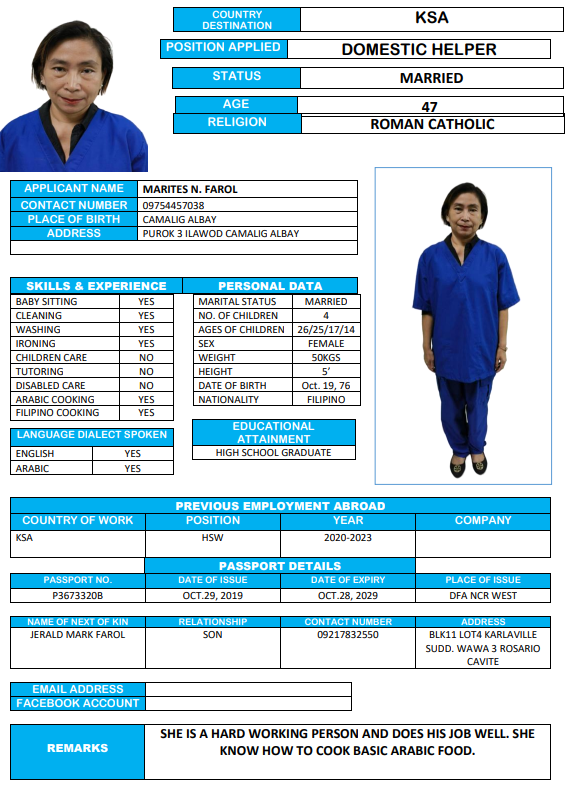 COUNTRY DESTINATION KSA
POSITION APPLIED DOMESTIC HELPER
STATUS MARRIED
AGE 47
RELIGION ROMAN CATHOLIC
APPLICANT NAME MARITES N. FAROL
CONTACT NUMBER 09754457038
PLACE OF BIRTH CAMALIG ALBAY
ADDRESS PUROK 3 ILAWOD CAMALIG ALBAY
SKILLS & EXPERIENCE
BABY SITTING YES
CLEANING YES
WASHING YES
IRONING YES
CHILDREN CARE NO
TUTORING NO
DISABLED CARE NO
ARABIC COOKING YES
FILIPINO COOKING YES
PERSONAL DATA
MARITAL STATUS MARRIED
NO. OF CHILDREN 4
AGES OF CHILDREN 26/25/17/14
SEX FEMALE
WEIGHT 50KGS
HEIGHT 5’
DATE OF BIRTH Oct. 19, 76
NATIONALITY FILIPINO
LANGUAGE DIALECT SPOKEN
ENGLISH YES
ARABIC YES
EDUCATIONAL
ATTAINMENT
HIGH SCHOOL GRADUATE
PREVIOUS EMPLOYMENT ABROAD
COUNTRY OF WORK POSITION YEAR COMPANY
KSA HSW 2020-2023
PASSPORT DETAILS
PASSPORT NO. DATE OF ISSUE DATE OF EXPIRY PLACE OF ISSUE
P3673320B OCT.29, 2019 OCT.28, 2029 DFA NCR WEST
NAME OF NEXT OF KIN RELATIONSHIP CONTACT NUMBER ADDRESS
JERALD MARK FAROL SON 09217832550 BLK11 LOT4 KARLAVILLE
SUDD. WAWA 3 ROSARIO
CAVITE
EMAIL ADDRESS
FACEBOOK ACCOUNT
REMARKS
SHE IS A HARD WORKING PERSON AND DOES HIS JOB WELL. SHE
KNOW HOW TO COOK BASIC ARABIC FOOD.